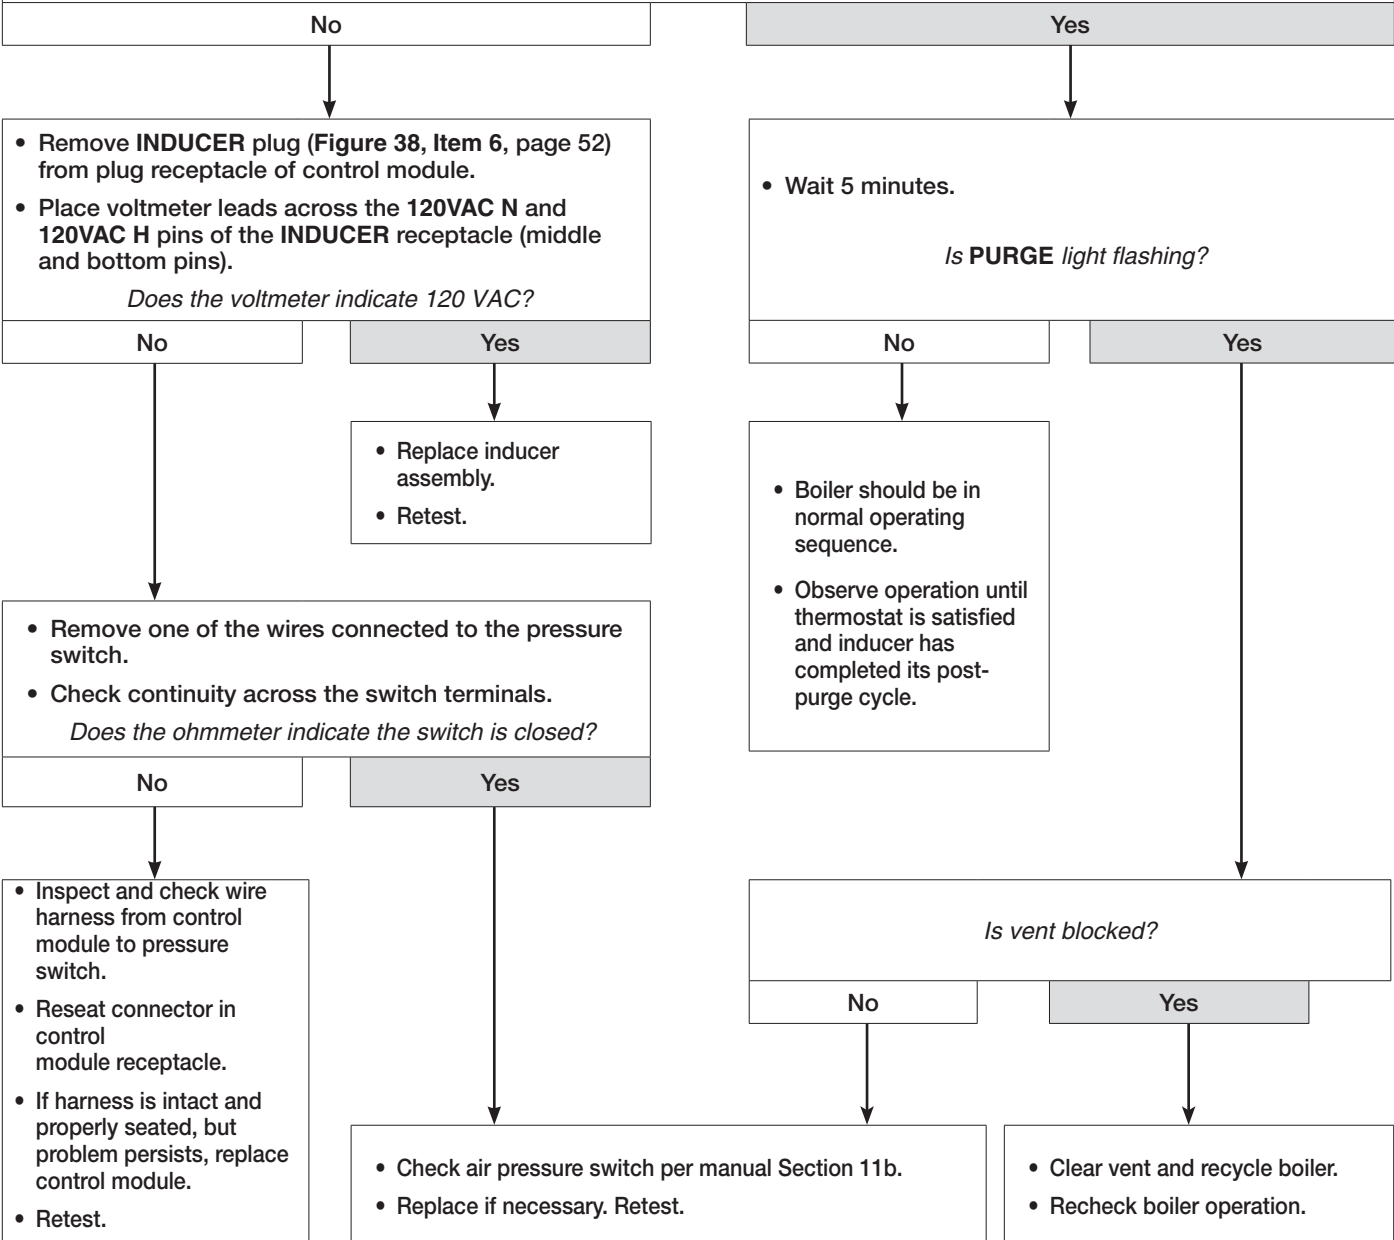 No
Yes
• Remove INDUCER plug (Figure 38, Item 6, page 52)
from plug receptacle of control module.
• Place voltmeter leads across the 120VAC N and
120VAC H pins of the INDUCER receptacle (middle
and bottom pins).
Does the voltmeter indicate 120 VAC?
• Wait 5 minutes.
Is PURGE light flashing?
No
Yes
No
Yes
• Replace inducer
assembly.
• Retest.
• Boiler should be in
normal operating
sequence.
• Observe operation until
thermostat is satisfied
and inducer has
completed its post-
purge cycle.
• Remove one of the wires connected to the pressure
switch.
• Check continuity across the switch terminals.
Does the ohmmeter indicate the switch is closed?
No
Yes
• Inspect and check wire
harness from control
module to pressure
switch.
• Reseat connector in
control
module receptacle.
• If harness is intact and
properly seated, but
problem persists, replace
control module.
• Retest.
Is vent blocked?
No
Yes
• Check air pressure switch per manual Section 11b.
• Replace if necessary. Retest.
• Clear vent and recycle boiler.
• Recheck boiler operation.